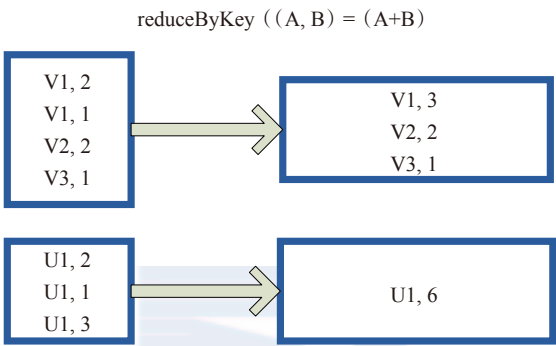 reduceByKey（(A, B) = (A+B)）
V1, 2
V1, 1
V2, 2
V3, 1
V1, 3
V2, 2
V3, 1
U1, 2
U1, 1
U1, 3
U1, 6